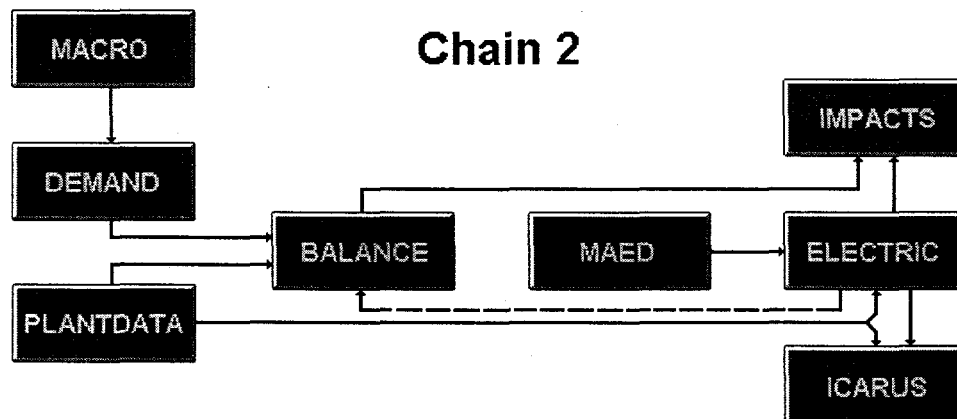 Chain 2
MACRO
IMPACTS
DEMAND
BALANCE
MAED
ELECTRIC
PLANTDATA
ICARUS